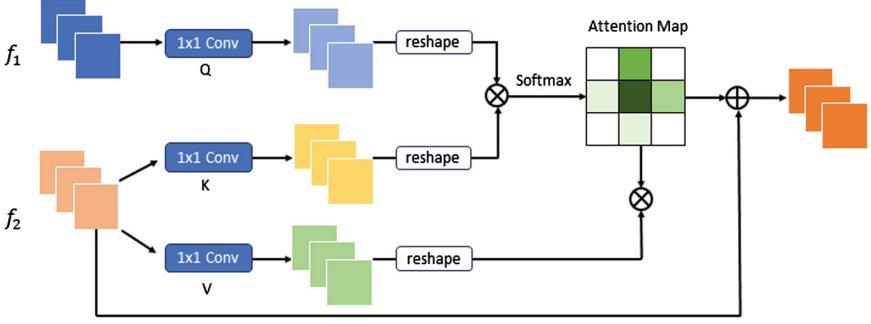 Attention Map
f1
1x1 Conv
Q
reshape
Softmax
1x1 Conv
K
reshape
f2
1x1 Conv
V
reshape